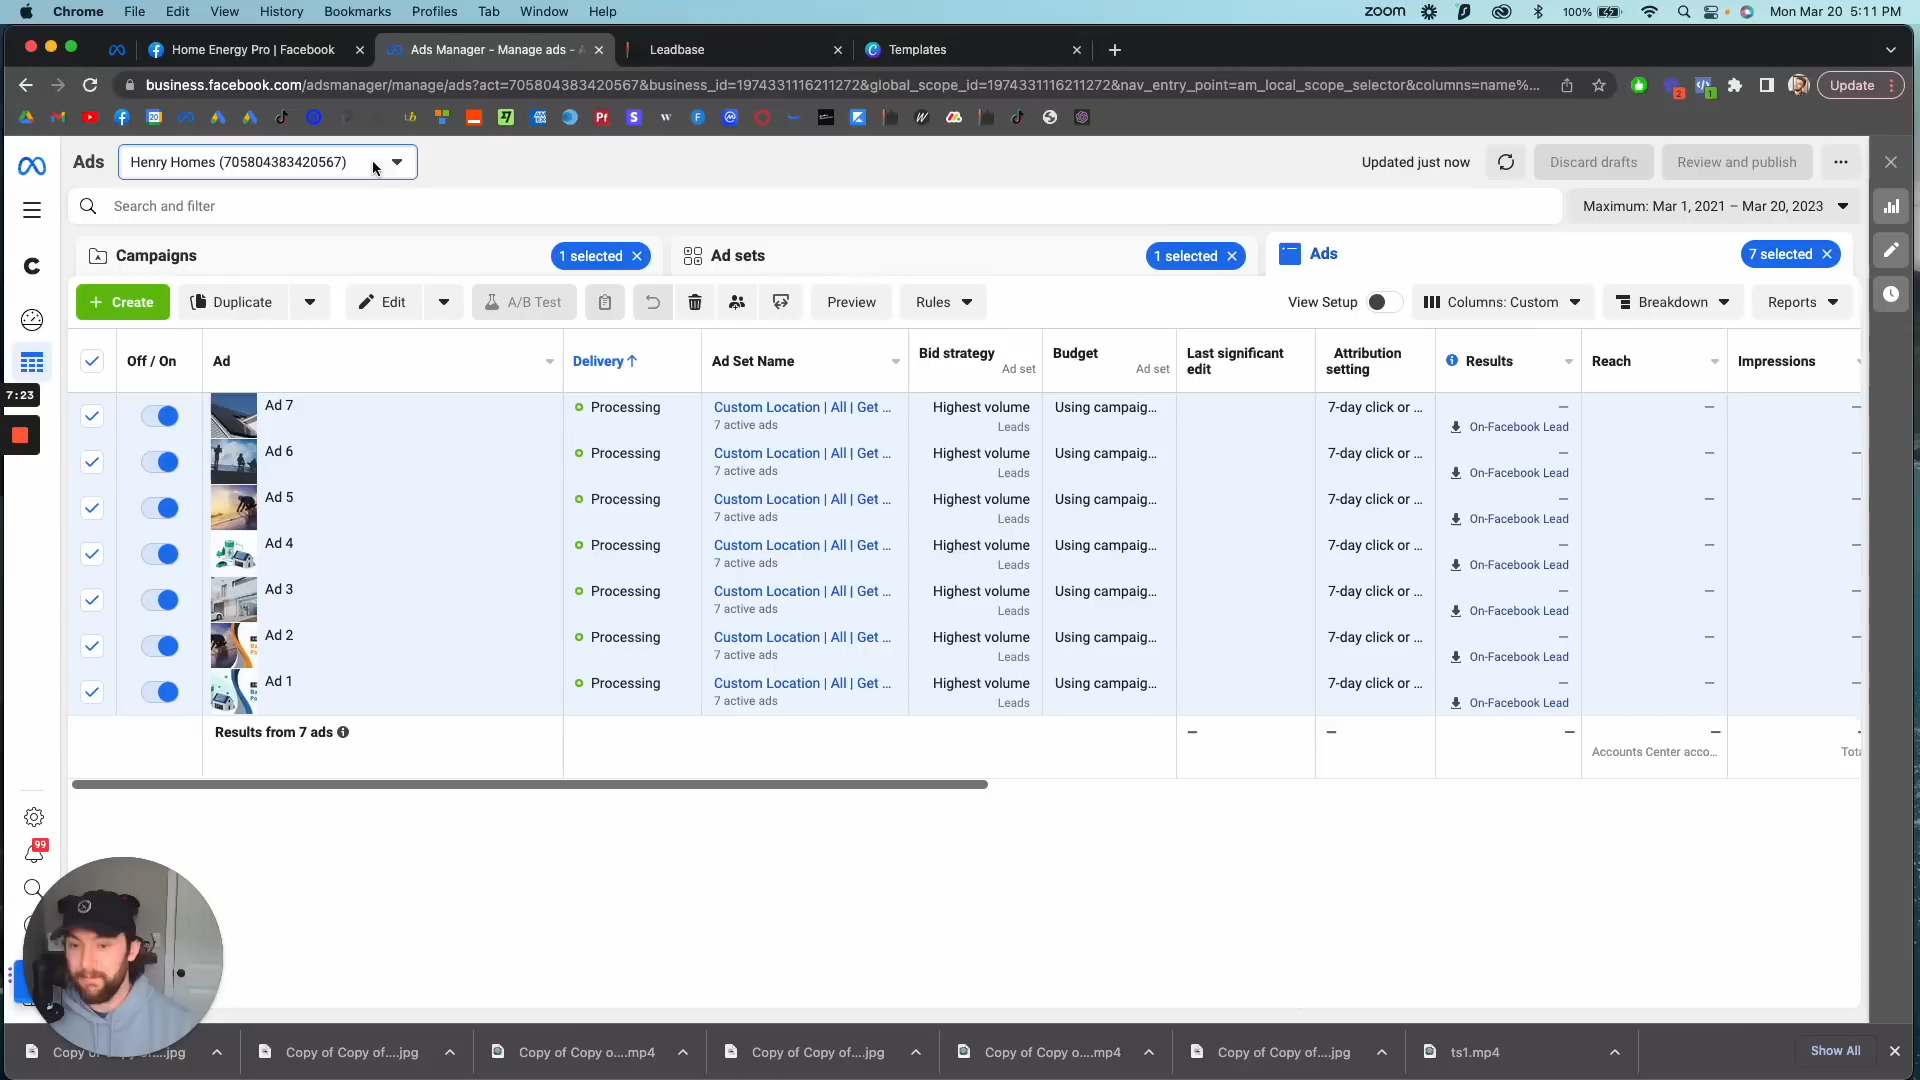 Chrome File Edit View History Bookmarks Profiles Tab Window Help zoom 100% Mon Mar 20 5:11 PM
Home Energy Pro | Facebook Ads Manager - Manage ads - Leadbase Templates
business.facebook.com/adsmanager/manage/ads?act=705804383420567&business_id=1974331116211272&global_scope_id=1974331116211272&nav_entry_point=am_local_scope_selector&columns=name%... 2 1 Update
Ads Henry Homes (705804383420567) Updated just now Discard drafts Review and publish
Search and filter Maximum: Mar 1, 2021 – Mar 20, 2023
Campaigns 1 selected Ad sets 1 selected Ads 7 selected
Create Duplicate Edit A/B Test Preview Rules View Setup Columns: Custom Breakdown Reports
Off / On Ad Delivery ↑ Ad Set Name Bid strategy Ad set Budget Ad set Last significant edit Attribution setting Results Reach Impressions
7:23
Ad 7 Processing Custom Location | All | Get ... Highest volume Using campaig... 7-day click or ... —
7 active ads Leads On-Facebook Lead
Ad 6 Processing Custom Location | All | Get ... Highest volume Using campaig... 7-day click or ... —
7 active ads Leads On-Facebook Lead
Ad 5 Processing Custom Location | All | Get ... Highest volume Using campaig... 7-day click or ... —
7 active ads Leads On-Facebook Lead
Ad 4 Processing Custom Location | All | Get ... Highest volume Using campaig... 7-day click or ... —
7 active ads Leads On-Facebook Lead
Ad 3 Processing Custom Location | All | Get ... Highest volume Using campaig... 7-day click or ... —
7 active ads Leads On-Facebook Lead
Ad 2 Processing Custom Location | All | Get ... Highest volume Using campaig... 7-day click or ... —
7 active ads Leads On-Facebook Lead
Ad 1 Processing Custom Location | All | Get ... Highest volume Using campaig... 7-day click or ... —
7 active ads Leads On-Facebook Lead
Results from 7 ads — — — —
Accounts Center acco...
99
Copy of Copy of....jpg Copy of Copy of....jpg Copy of Copy o....mp4 Copy of Copy of....jpg Copy of Copy o....mp4 Copy of Copy of....jpg ts1.mp4 Show All